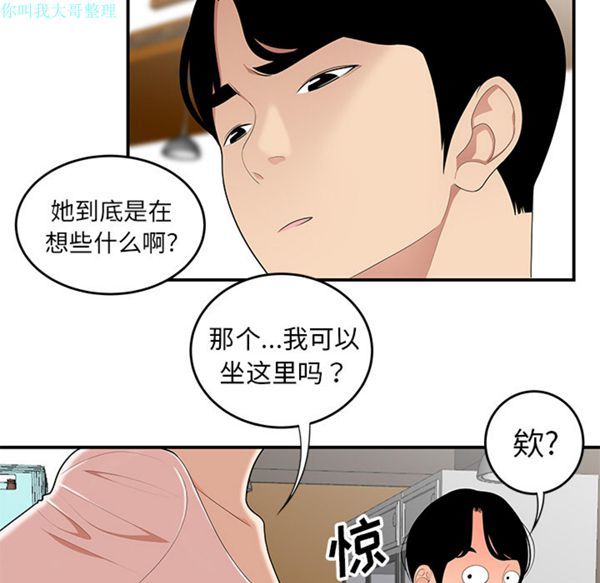 你叫我大哥整理
她到底是在
想些什么啊?
那个...我可以
坐这里吗？
欸?
惊